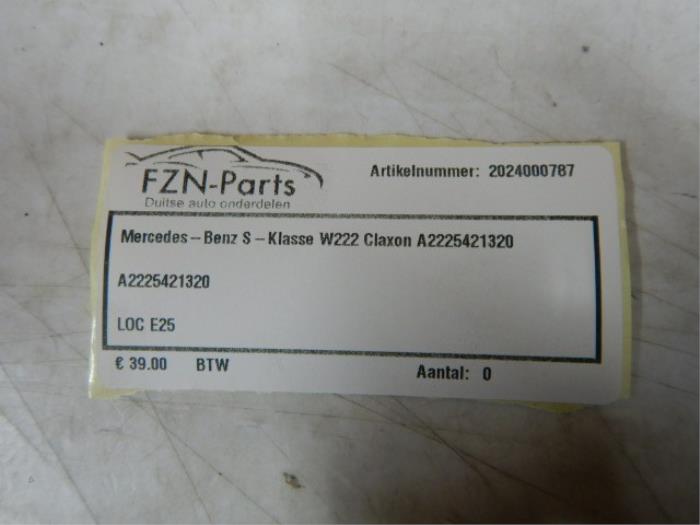 FZN-Parts
Duitse auto onderdelen
Artikelnummer: 2024000787
Mercedes-Benz S-Klasse W222 Claxon A2225421320
A2225421320
LOC E25
€ 39.00 BTW
Aantal: 0